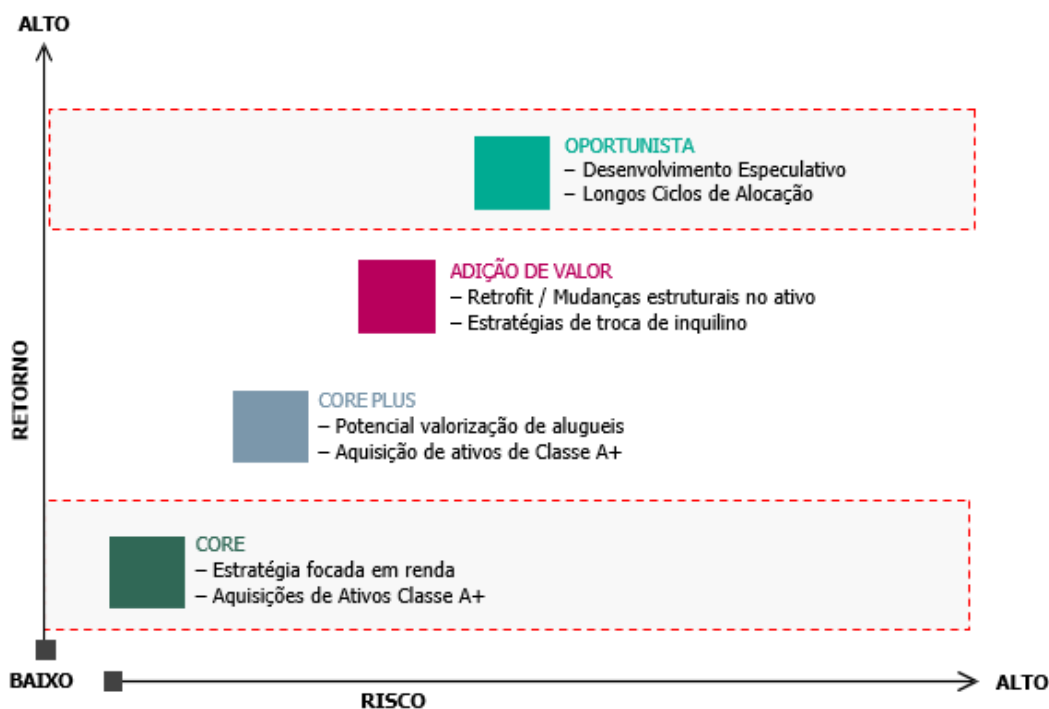 ALTO
OPORTUNISTA
– Desenvolvimento Especulativo
– Longos Ciclos de Alocação
ADIÇÃO DE VALOR
– Retrofit / Mudanças estruturais no ativo
– Estratégias de troca de inquilino
RETORNO
CORE PLUS
– Potencial valorização de alugueis
– Aquisição de ativos de Classe A+
CORE
– Estratégia focada em renda
– Aquisições de Ativos Classe A+
BAIXO
RISCO
ALTO